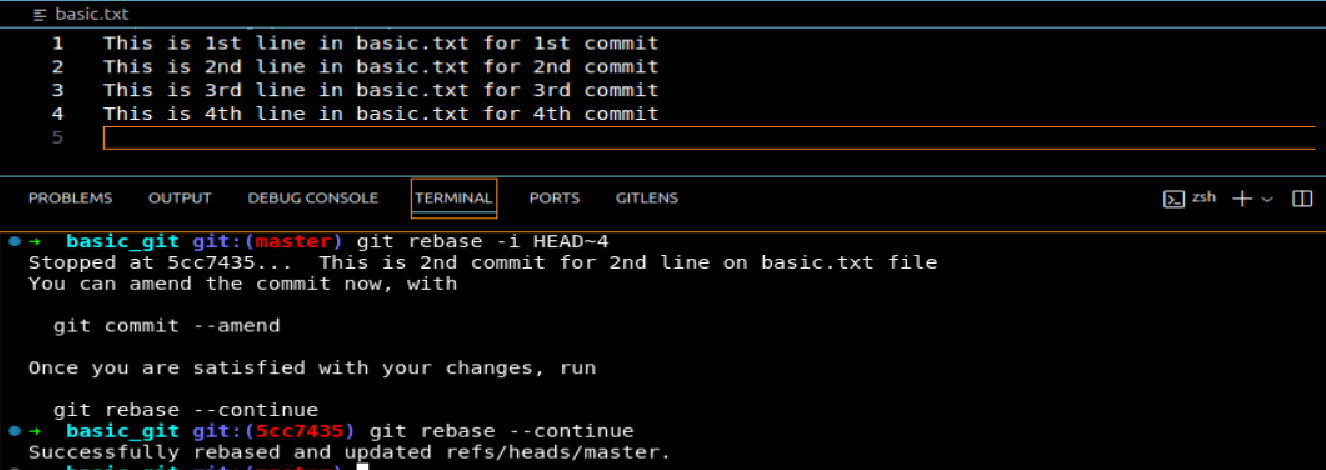 basic.txt
1 This is 1st line in basic.txt for 1st commit
2 This is 2nd line in basic.txt for 2nd commit
3 This is 3rd line in basic.txt for 3rd commit
4 This is 4th line in basic.txt for 4th commit
5
PROBLEMS OUTPUT DEBUG CONSOLE TERMINAL PORTS GITLENS zsh
→ basic_git git:(master) git rebase -i HEAD~4
Stopped at 5cc7435... This is 2nd commit for 2nd line on basic.txt file
You can amend the commit now, with
git commit --amend
Once you are satisfied with your changes, run
git rebase --continue
→ basic_git git:(5cc7435) git rebase --continue
Successfully rebased and updated refs/heads/master.